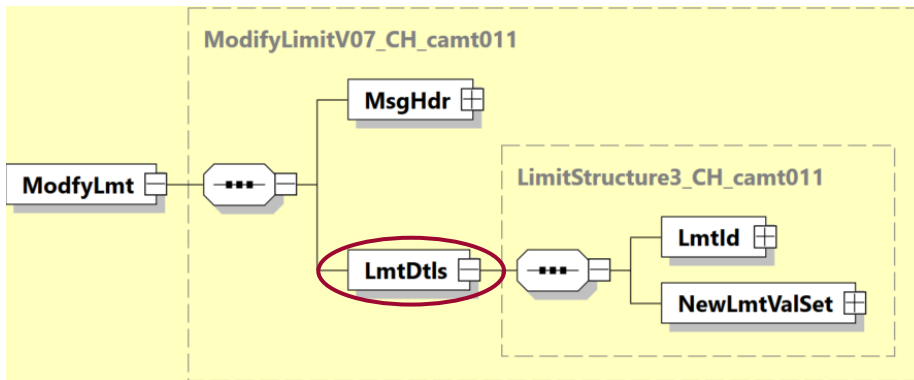 ModifyLimitV07_CH_camt011
MsgHdr
ModfyLmt
LimitStructure3_CH_camt011
LmtId
LmtDtls
NewLmtValSet